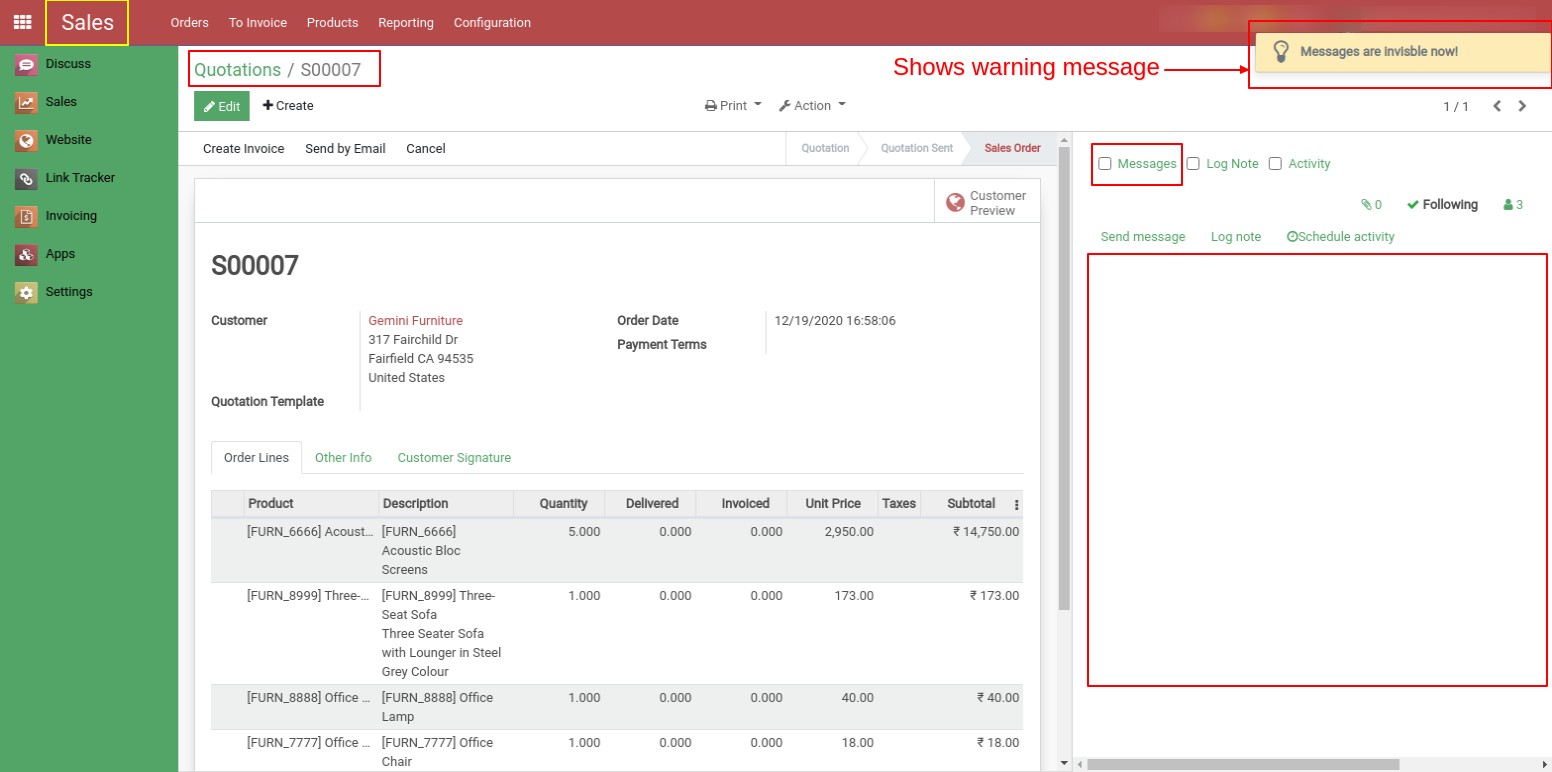 Sales Orders To Invoice Products Reporting Configuration
Messages are invisble now!
Shows warning message
Discuss
Sales
Website
Link Tracker
Invoicing
Apps
Settings
Quotations / S00007
Edit Create Print Action 1 / 1
Create Invoice Send by Email Cancel Quotation Quotation Sent Sales Order
Customer
Preview
S00007
Customer Gemini Furniture
317 Fairchild Dr
Fairfield CA 94535
United States
Order Date 12/19/2020 16:58:06
Payment Terms
Quotation Template
Order Lines Other Info Customer Signature
Product Description Quantity Delivered Invoiced Unit Price Taxes Subtotal
[FURN_6666] Acoust... [FURN_6666] 5.000 0.000 0.000 2,950.00 ₹ 14,750.00
Acoustic Bloc
Screens
[FURN_8999] Three-... [FURN_8999] Three- 1.000 0.000 0.000 173.00 ₹ 173.00
Seat Sofa
Three Seater Sofa
with Lounger in Steel
Grey Colour
[FURN_8888] Office ... [FURN_8888] Office 1.000 0.000 0.000 40.00 ₹ 40.00
Lamp
[FURN_7777] Office ... [FURN_7777] Office 1.000 0.000 0.000 18.00 ₹ 18.00
Chair
Messages Log Note Activity
0 Following 3
Send message Log note Schedule activity